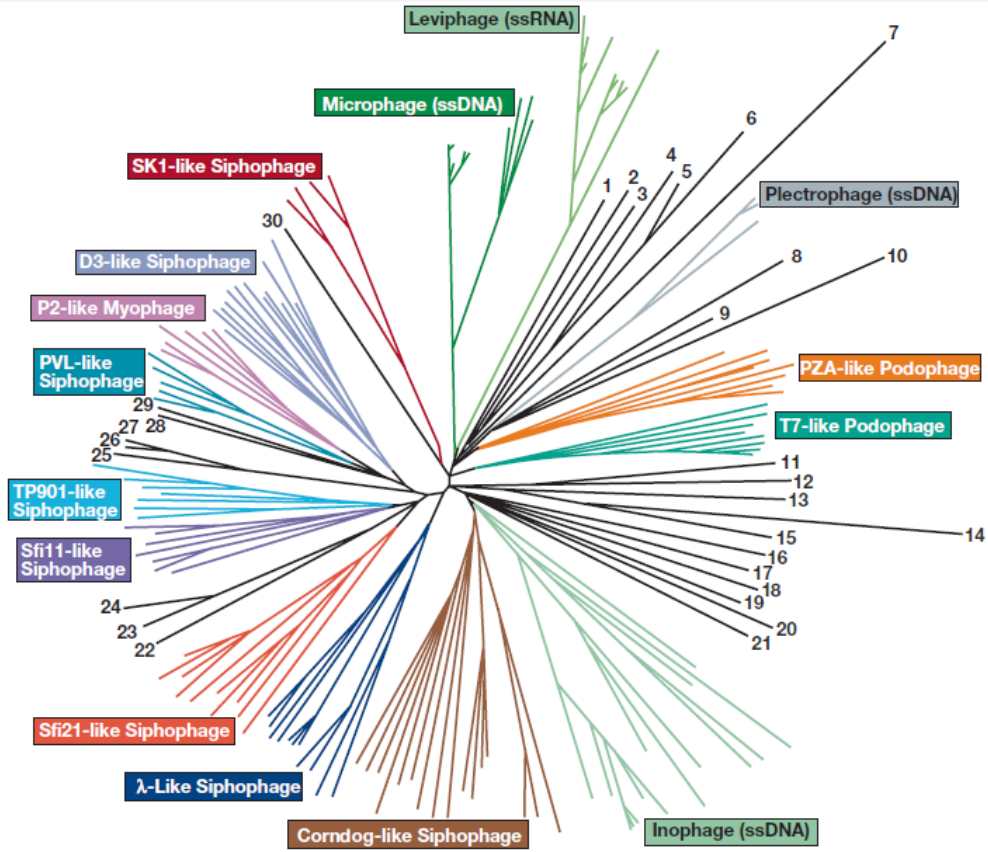 Leviphage (ssRNA)
7
Microphage (ssDNA)
6
SK1-like Siphophage
4
5
2
1
3
Plectrophage (ssDNA)
30
D3-like Siphophage
8
10
P2-like Myophage
9
PVL-like
Siphophage
PZA-like Podophage
29
28
27
26
25
T7-like Podophage
11
12
13
TP901-like
Siphophage
14
15
Sfi11-like
Siphophage
16
17
18
19
24
20
23
21
22
Sfi21-like Siphophage
λ-Like Siphophage
Corndog-like Siphophage
Inophage (ssDNA)